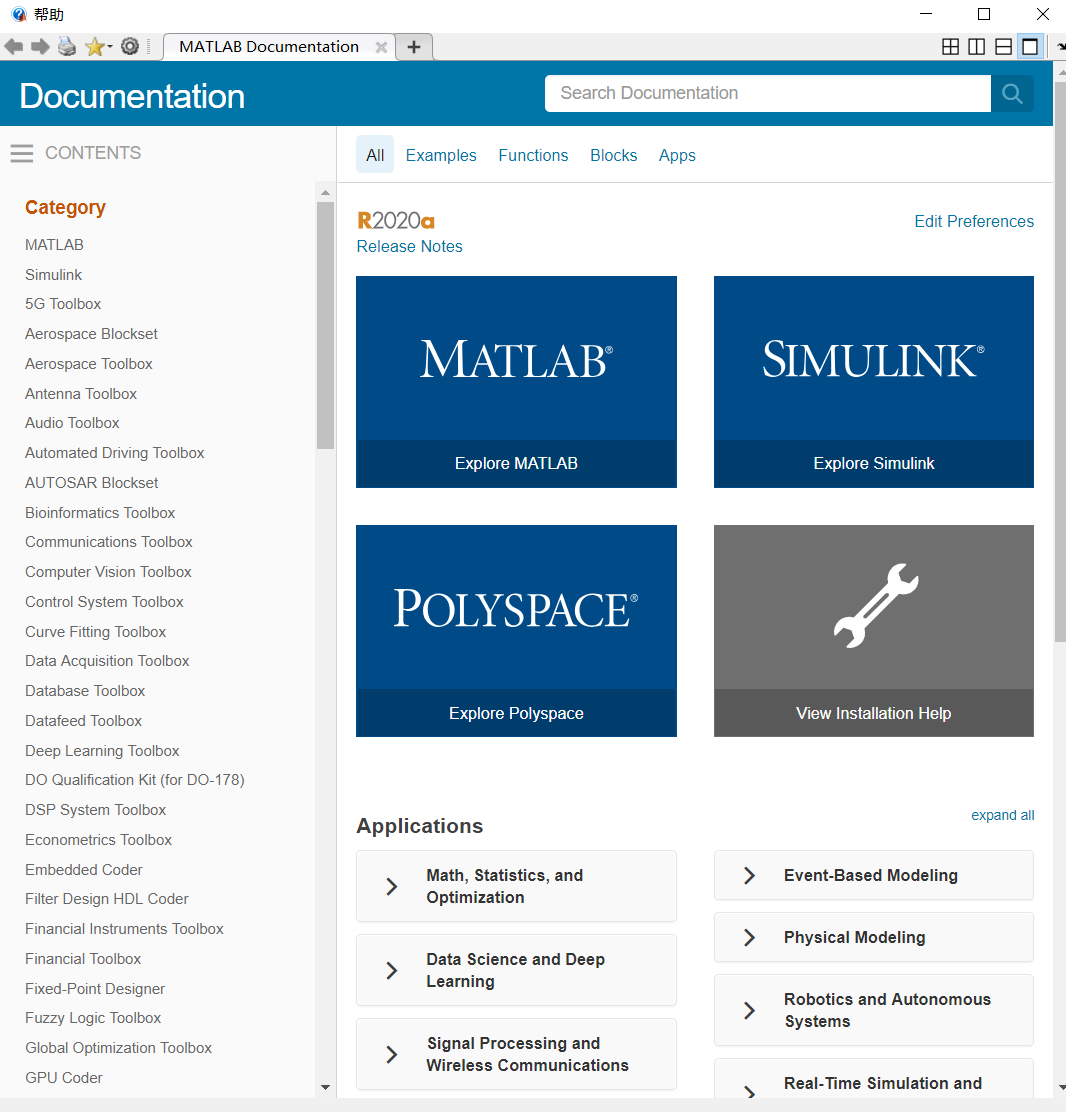 帮助
MATLAB Documentation
Documentation
Search Documentation
CONTENTS
All Examples Functions Blocks Apps
Category
MATLAB
Simulink
5G Toolbox
Aerospace Blockset
Aerospace Toolbox
Antenna Toolbox
Audio Toolbox
Automated Driving Toolbox
AUTOSAR Blockset
Bioinformatics Toolbox
Communications Toolbox
Computer Vision Toolbox
Control System Toolbox
Curve Fitting Toolbox
Data Acquisition Toolbox
Database Toolbox
Datafeed Toolbox
Deep Learning Toolbox
DO Qualification Kit (for DO-178)
DSP System Toolbox
Econometrics Toolbox
Embedded Coder
Filter Design HDL Coder
Financial Instruments Toolbox
Financial Toolbox
Fixed-Point Designer
Fuzzy Logic Toolbox
Global Optimization Toolbox
GPU Coder
R2020a
Release Notes
Edit Preferences
MATLAB®
Explore MATLAB
SIMULINK®
Explore Simulink
POLYSPACE®
Explore Polyspace
View Installation Help
Applications
expand all
Math, Statistics, and
Optimization
Data Science and Deep
Learning
Signal Processing and
Wireless Communications
Event-Based Modeling
Physical Modeling
Robotics and Autonomous
Systems
Real-Time Simulation and